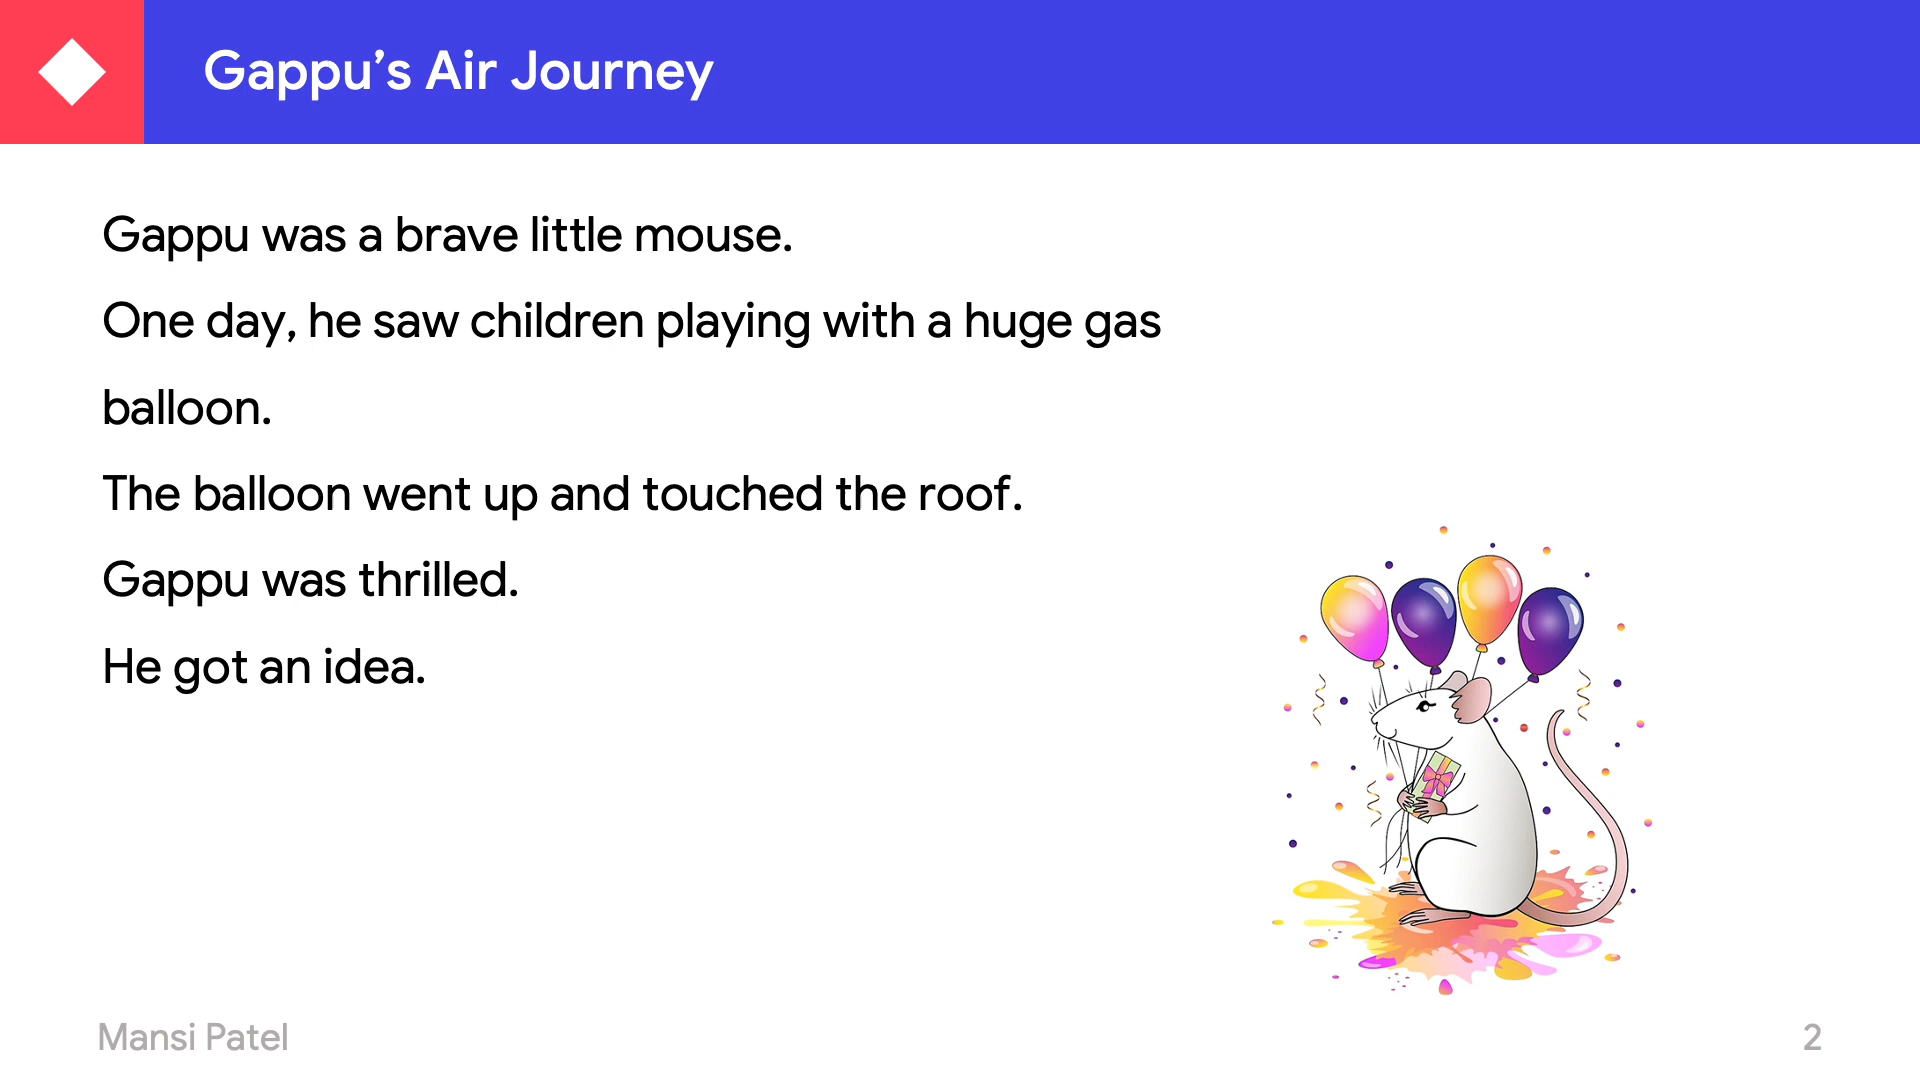 Gappu’s Air Journey
Gappu was a brave little mouse.
One day, he saw children playing with a huge gas
balloon.
The balloon went up and touched the roof.
Gappu was thrilled.
He got an idea.
Mansi Patel
2